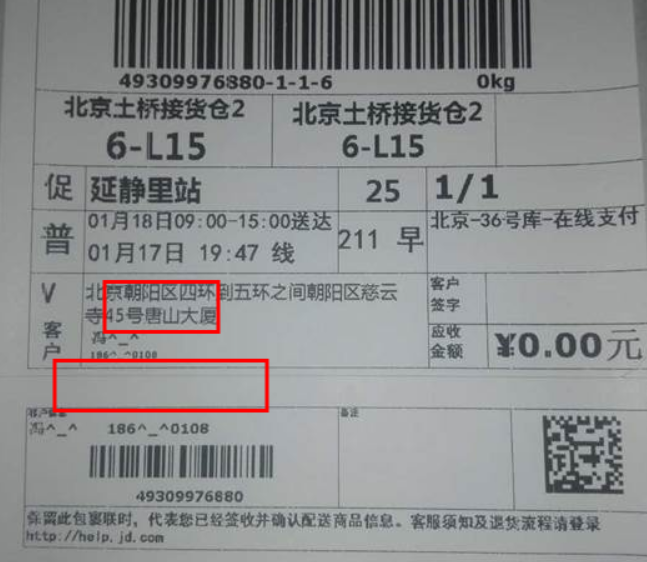 49309976880-1-1-6 0kg
北京土桥接货仓2 北京土桥接货仓2
6-L15 6-L15
促 延静里站 25 1/1
普 01月18日09:00-15:00送达 211 早 北京-36号库-在线支付
01月17日 19:47 线
V 北京朝阳区四环到五环之间朝阳区慈云
寺45号唐山大厦
客户
冯^_^
186^_^0108
客户
签字
应收
金额 ¥0.00元
备注
冯^_^ 186^_^0108
49309976880
弃留此包裹联时，代表您已经签收并确认配送商品信息。客服须知及退货流程请登录
http://help.jd.com